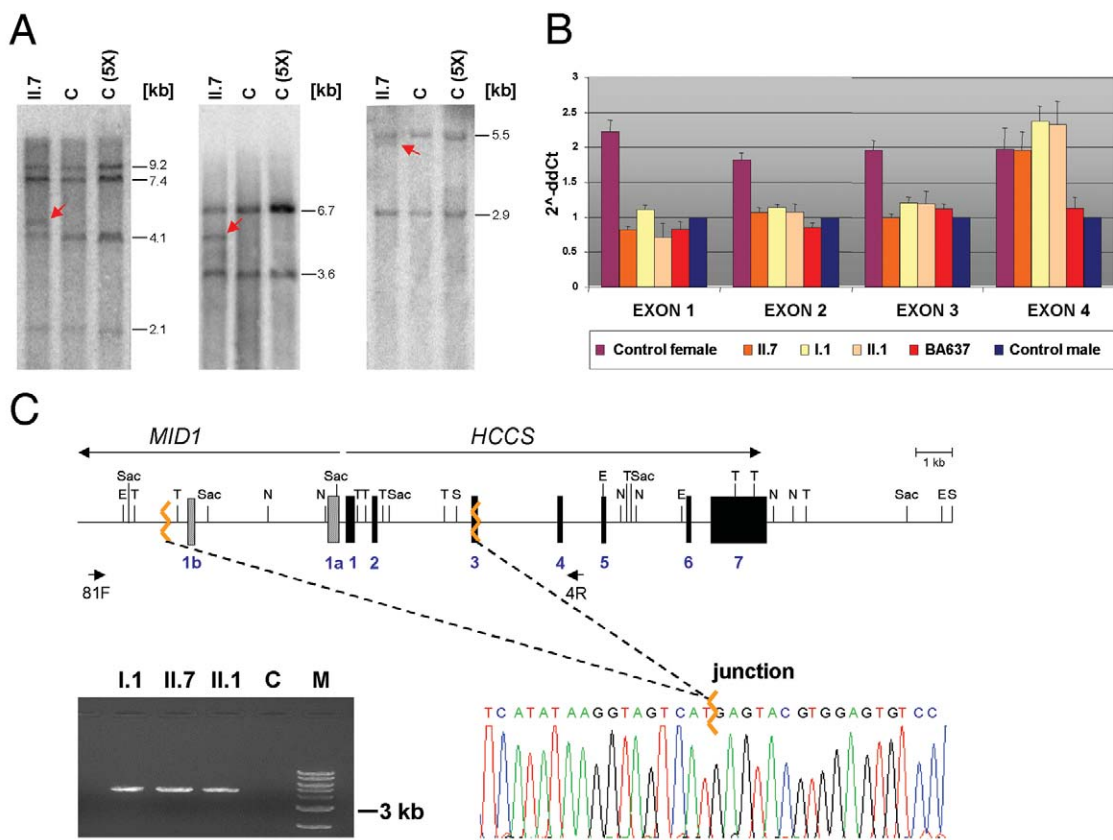 A
II.7 C C (5X) [kb]
9.2
7.4
4.1
2.1
II.7 C C (5X) [kb]
6.7
3.6
II.7 C C (5X) [kb]
5.5
2.9
B
2^-ddCt
3
2.5
2
1.5
1
0.5
0
EXON 1 EXON 2 EXON 3 EXON 4
Control female II.7 I.1 II.1 BA637 Control male
C
MID1 HCCS
1 kb
Sac Sac E TSac T T
E T T Sac N N TT TSac T S N N E N N T Sac E S
1b 1a 1 2 3 4 5 6 7
81F 4R
I.1 II.7 II.1 C M
3 kb
junction
TCATATAAGGTAGTCATGAGTACGTGGAGTGTCC